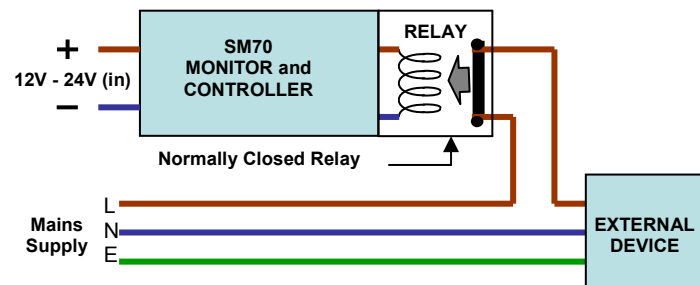 SM70
MONITOR and
CONTROLLER
RELAY
+
12V - 24V (in)
−
Normally Closed Relay
Mains
Supply
L
N
E
EXTERNAL
DEVICE